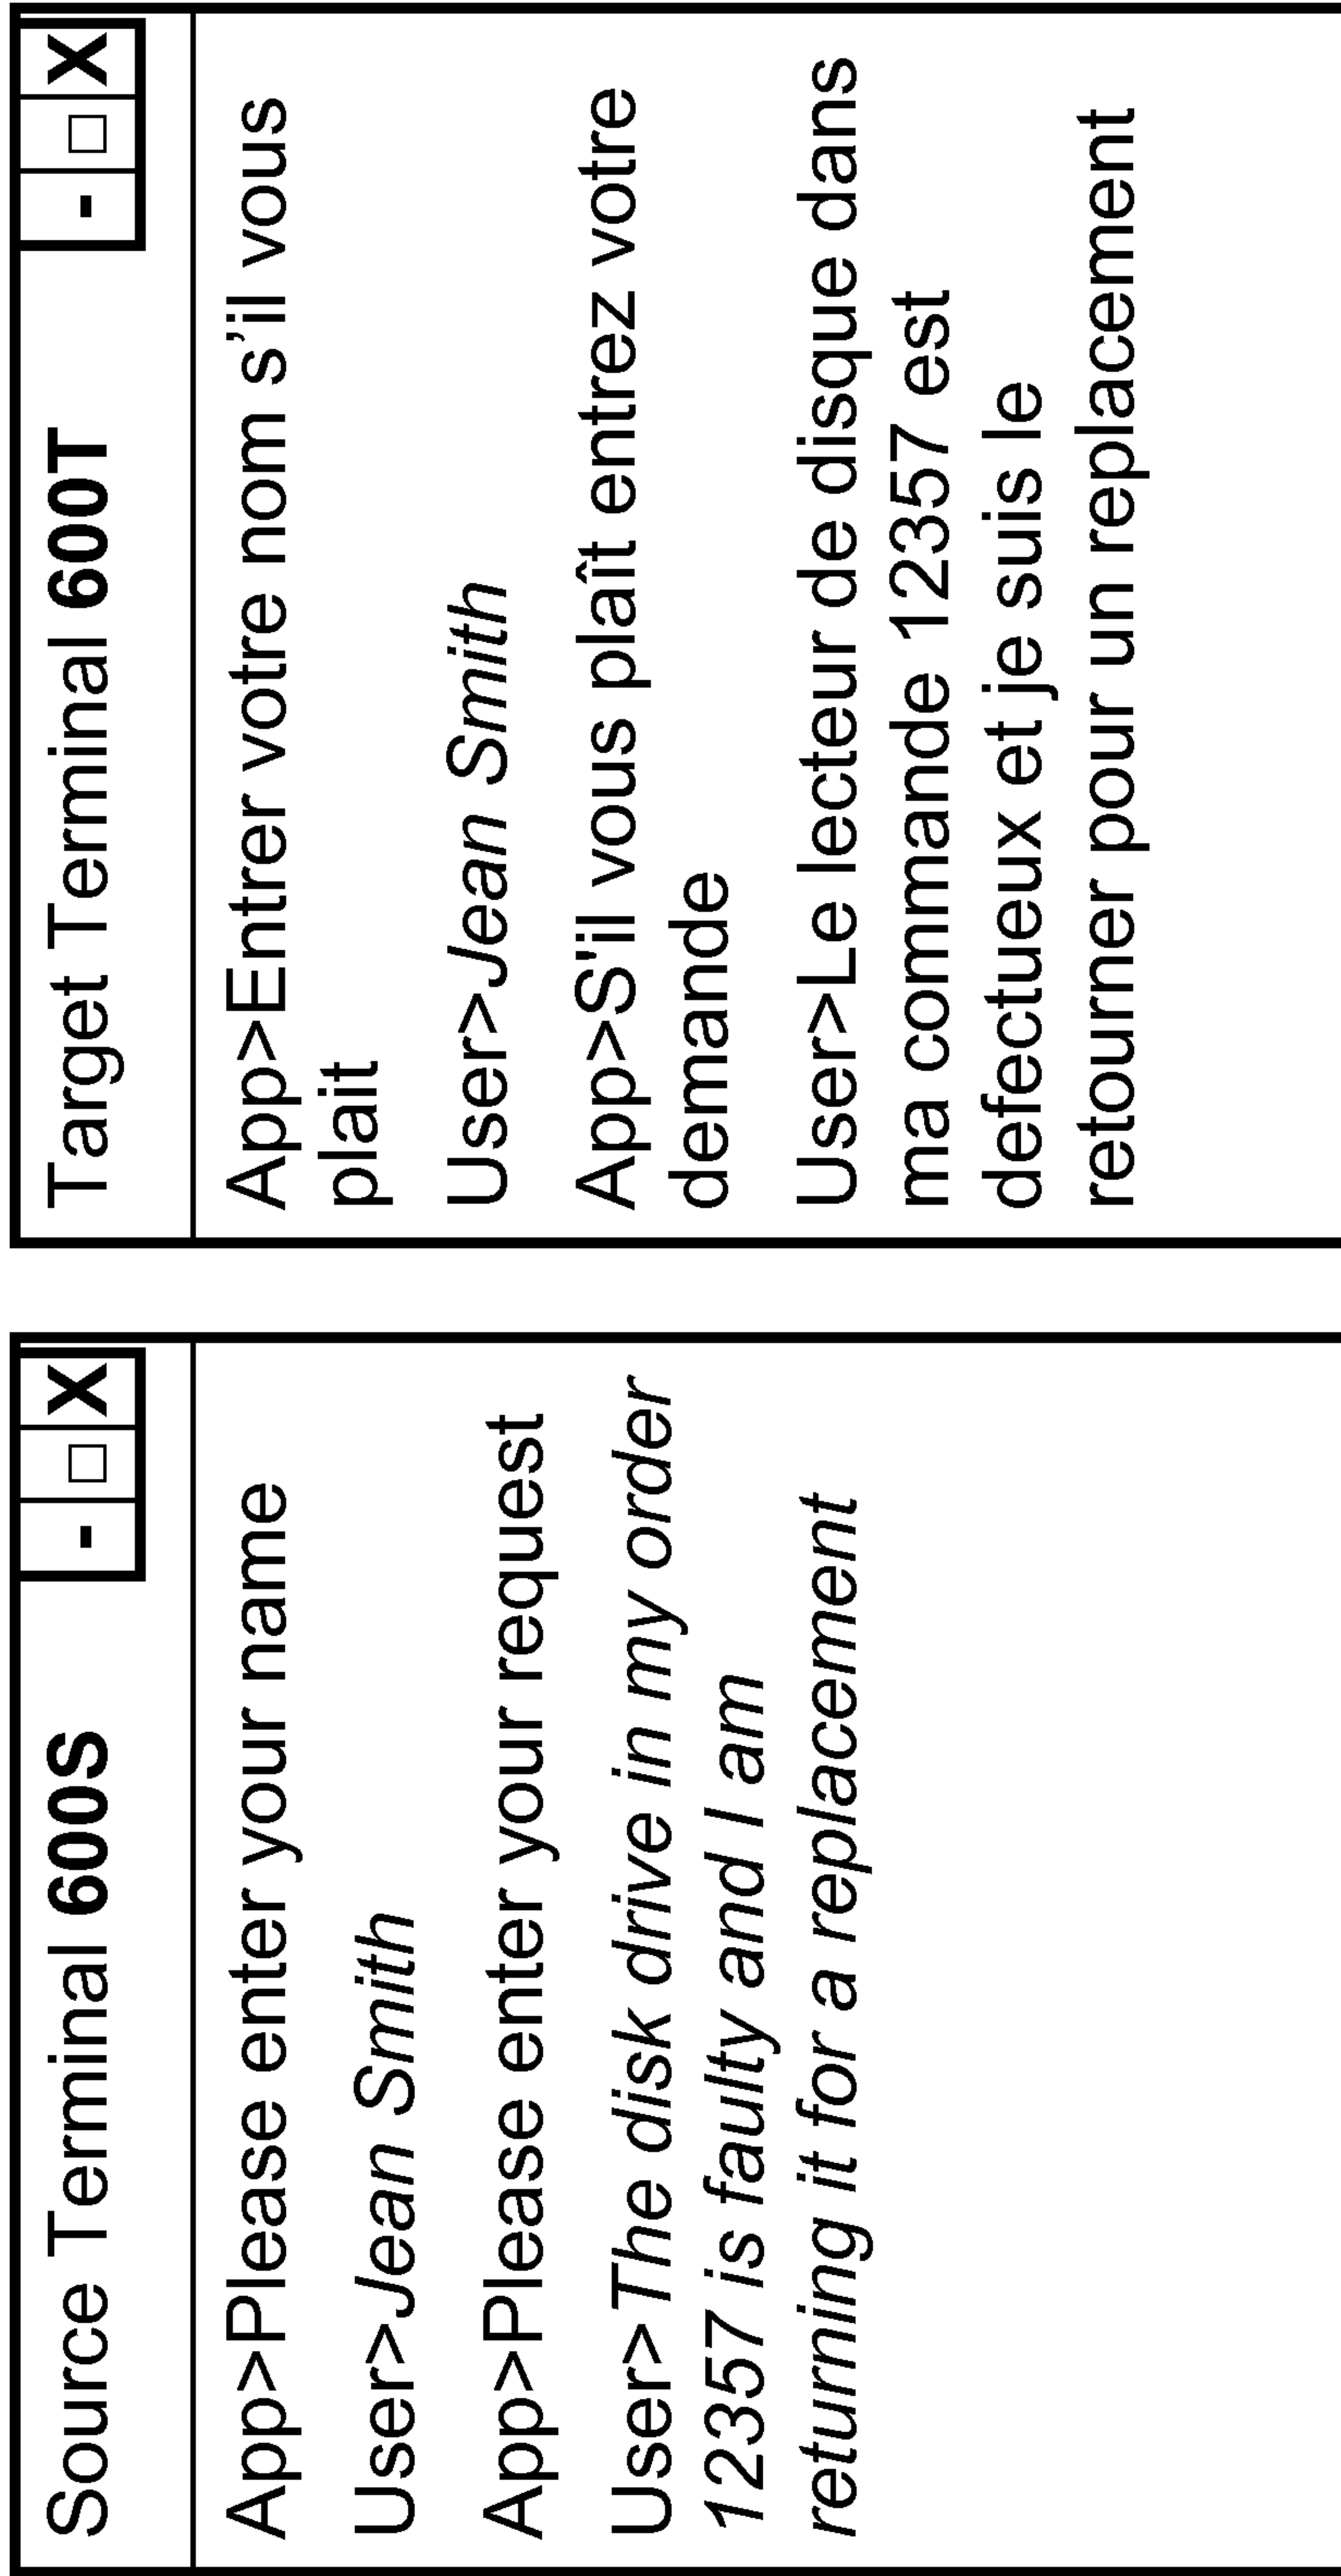 Source Terminal 600S
- □ X
App>Please enter your name
User>Jean Smith
App>Please enter your request
User>The disk drive in my order
12357 is faulty and I am
returning it for a replacement
Target Terminal 600T
- □ X
App>Entrer votre nom s’il vous
plait
User>Jean Smith
App>S'il vous plaît entrez votre
demande
User>Le lecteur de disque dans
ma commande 12357 est
defectueux et je suis le
retourner pour un replacement